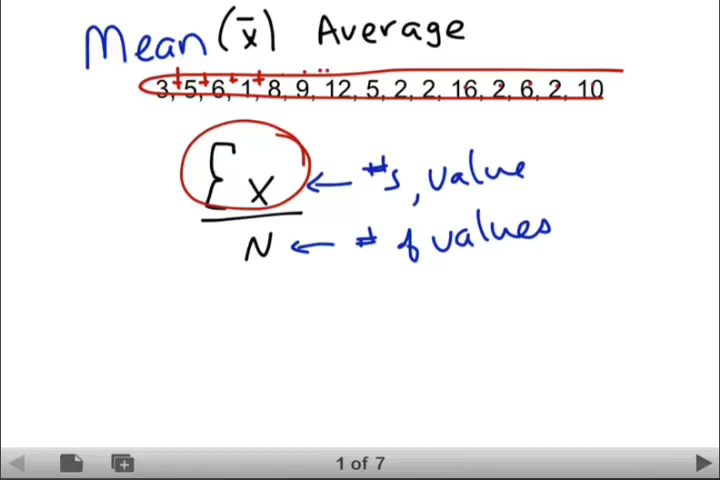 Mean (x̄) Average
3, 5, 6, 1, 8, 9, 12, 5, 2, 2, 16, 2, 6, 2, 10
Σx ← #s, value
N ← # of values
1 of 7